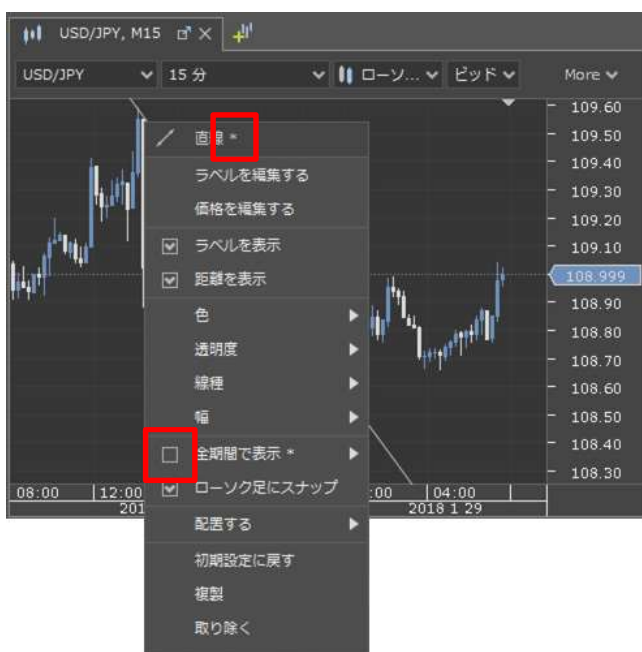 USD/JPY, M15
USD/JPY 15 分 ローソ... ビッド More
109.60
直線 *
109.50
ラベルを編集する
109.40
価格を編集する
109.30
109.20
ラベルを表示
109.10
距離を表示
108.999
色
108.90
透明度
108.80
108.70
線種
108.60
幅
108.50
全期間で表示 *
108.40
ローソク足にスナップ
108.30
08:00 12:00 :00 04:00
201 2018 1 29
配置する
初期設定に戻す
複製
取り除く